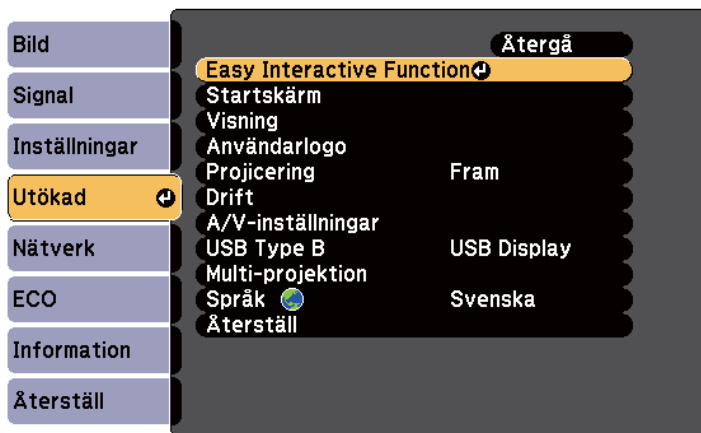 Bild
Signal
Inställningar
Utökad
Nätverk
ECO
Information
Återställ
Återgå
Easy Interactive Function
Startskärm
Visning
Användarlogo
Projicering Fram
Drift
A/V-inställningar
USB Type B USB Display
Multi-projektion
Språk Svenska
Återställ